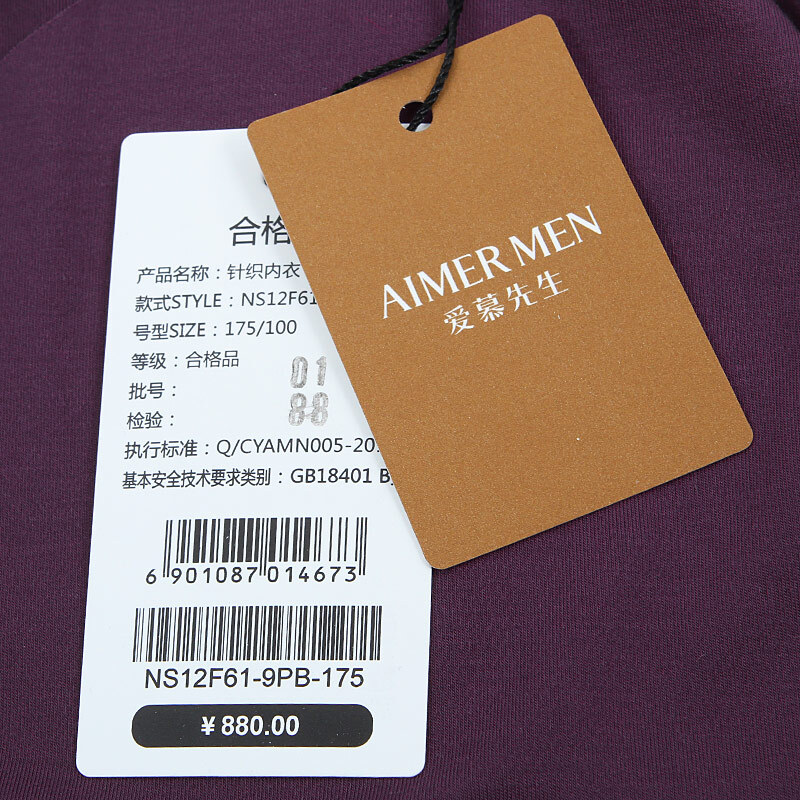 AIMER MEN
爱慕先生
合格
产品名称：针织内衣
款式STYLE：NS12F61
号型SIZE：175/100
等级：合格品
批号：
01
检验：
88
执行标准：Q/CYAMN005-20
基本安全技术要求类别：GB18401 B
6 901087 014673
NS12F61-9PB-175
¥ 880.00